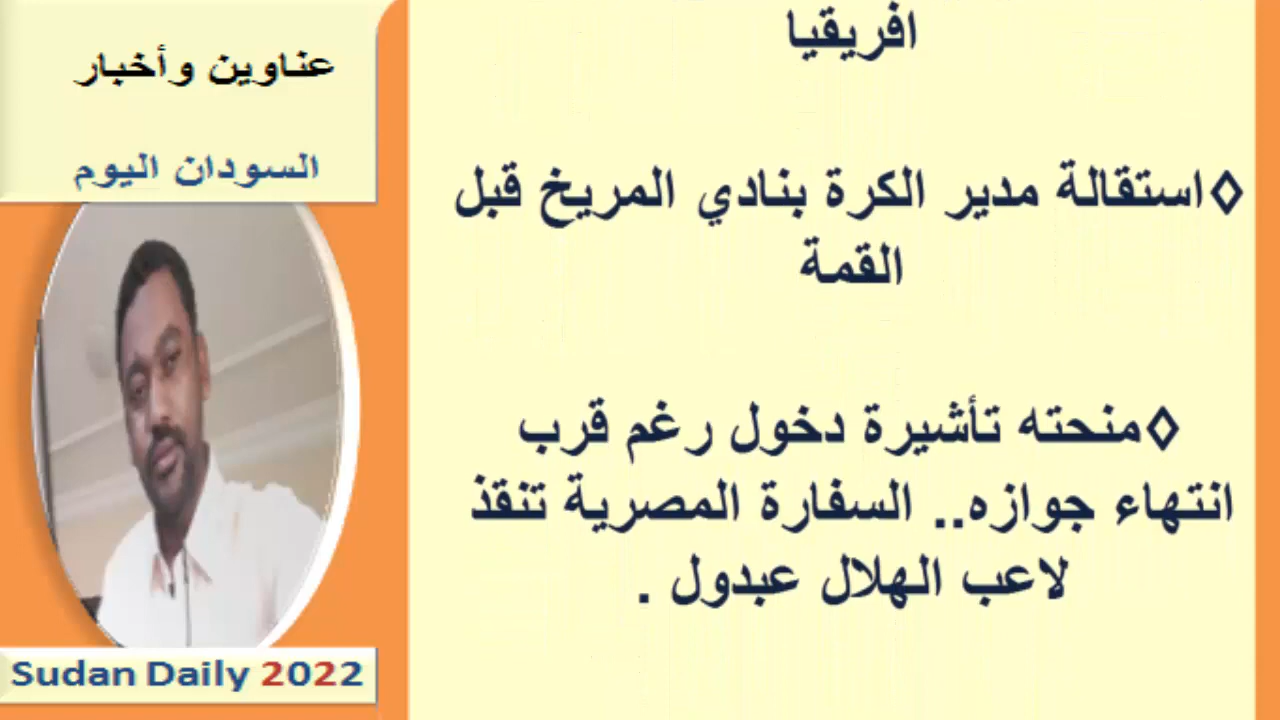 عناوين وأخبار
السودان اليوم
Sudan Daily 2022
افريقيا
◊استقالة مدير الكرة بنادي المريخ قبل
القمة
◊منحته تأشيرة دخول رغم قرب
انتهاء جوازه.. السفارة المصرية تنقذ
لاعب الهلال عبدول .